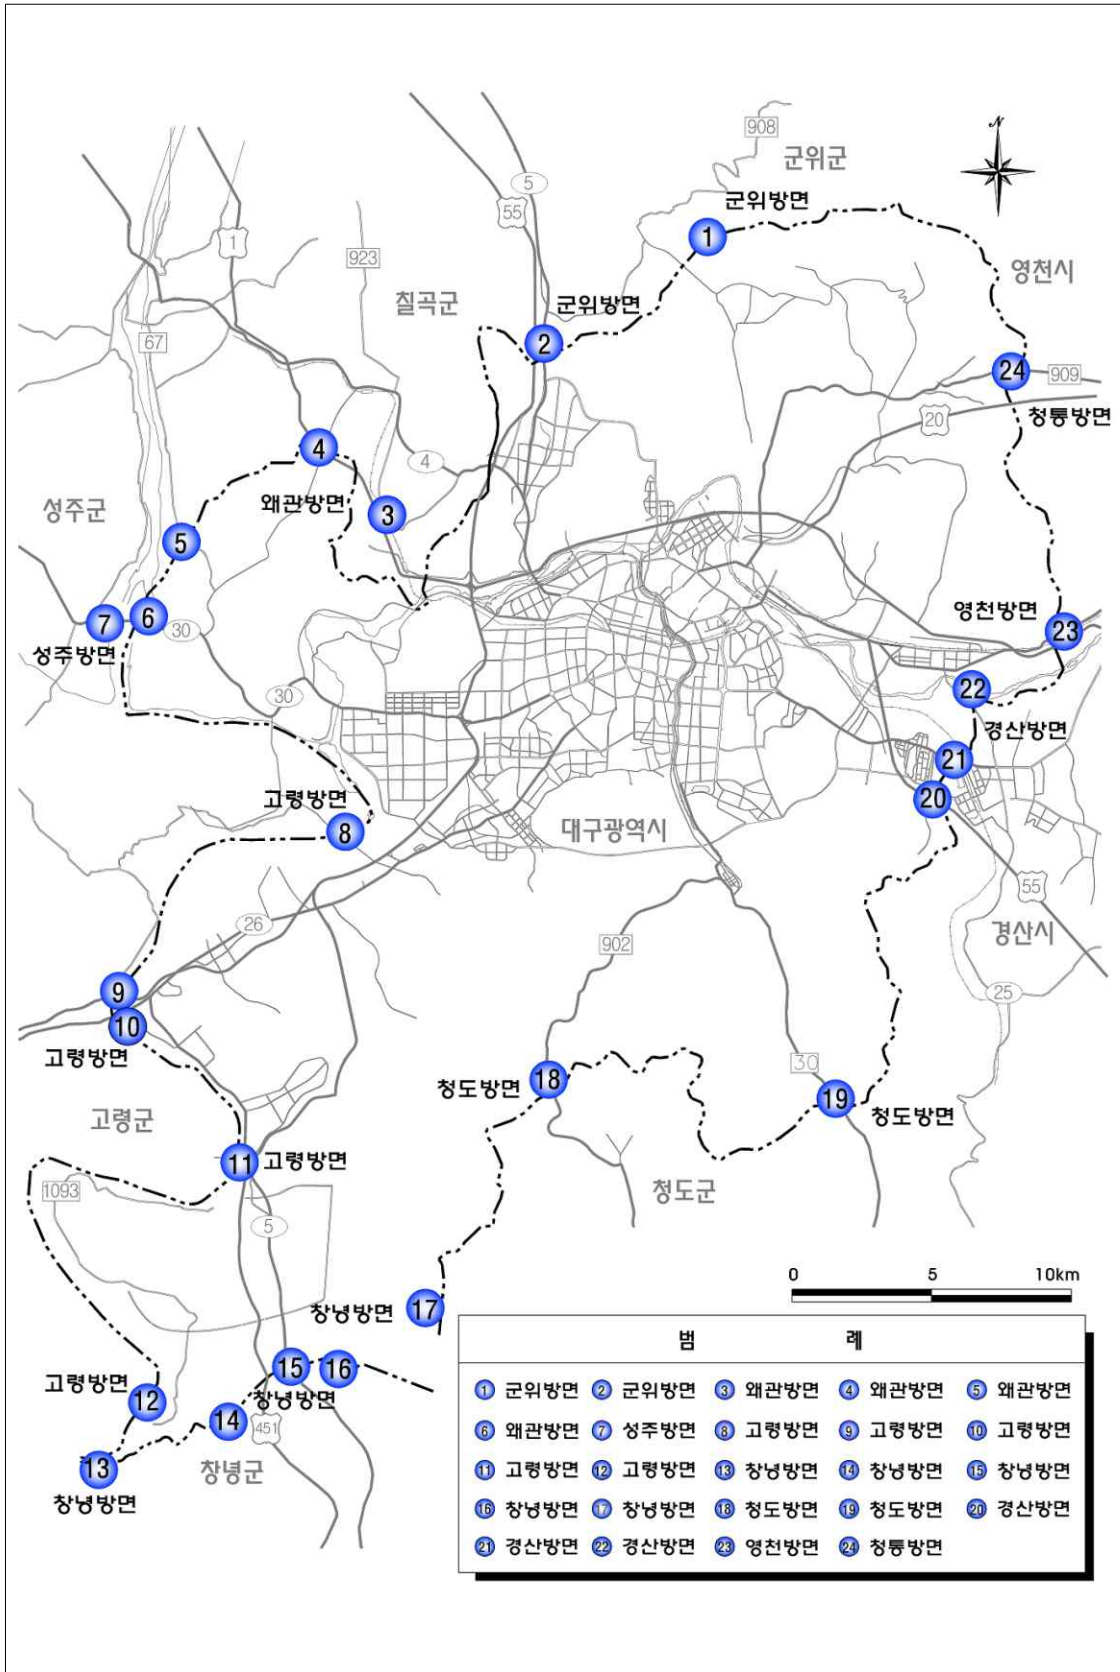 N
908
군위군
5
55
군위방면
1
1
923
영천시
칠곡군
군위방면
67
2
24
909
20
청통방면
4
4
왜관방면
성주군
3
5
영천방면
6
7
30
23
성주방면
30
22
경산방면
21
고령방면
20
8
대구광역시
55
26
902
경산시
9
25
10
고령방면
30
청도방면
18
19
청도방면
고령군
11
고령방면
1093
청도군
5
0 5 10km
창녕방면
17
15
16
고령방면
창녕방면
12
14
451
13
창녕군
창녕방면
범 례
1 군위방면 2 군위방면 3 왜관방면 4 왜관방면 5 왜관방면
6 왜관방면 7 성주방면 8 고령방면 9 고령방면 10 고령방면
11 고령방면 12 고령방면 13 창녕방면 14 창녕방면 15 창녕방면
16 창녕방면 17 창녕방면 18 청도방면 19 청도방면 20 경산방면
21 경산방면 22 경산방면 23 영천방면 24 청통방면